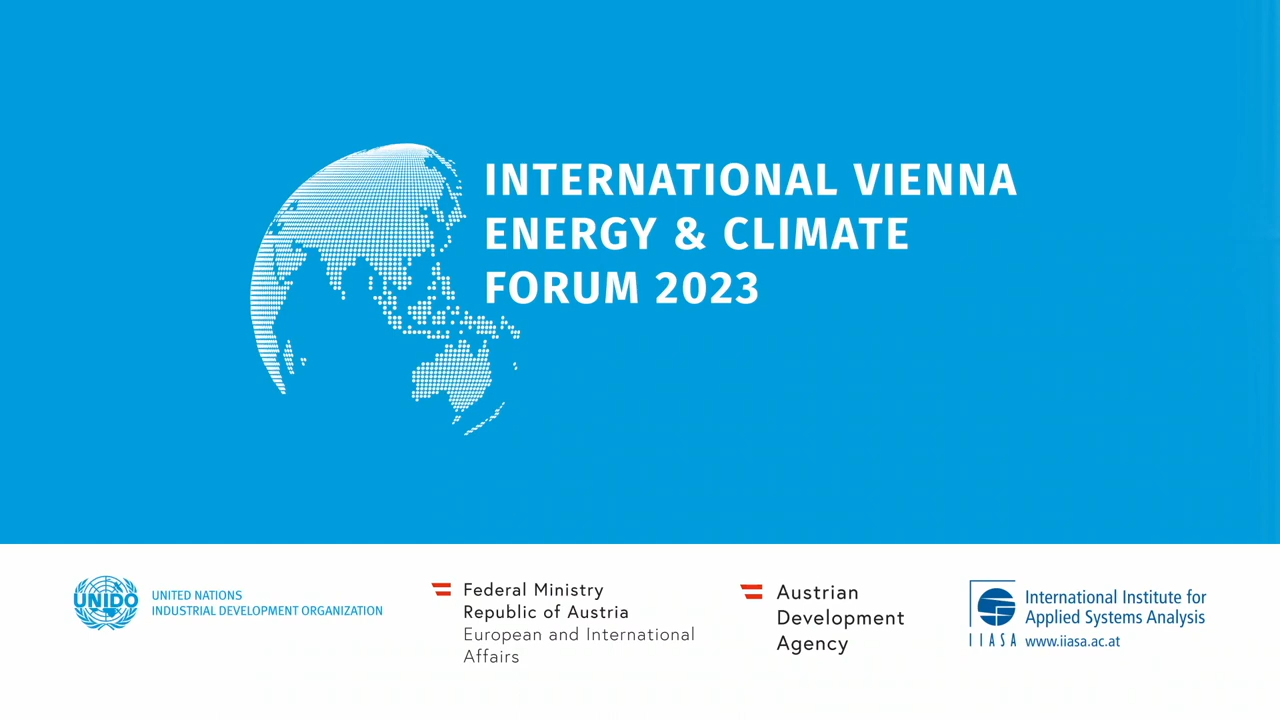 INTERNATIONAL VIENNA
ENERGY & CLIMATE
FORUM 2023
UNIDO
UNITED NATIONS
INDUSTRIAL DEVELOPMENT ORGANIZATION
Federal Ministry
Republic of Austria
European and International
Affairs
Austrian
Development
Agency
IIASA
International Institute for
Applied Systems Analysis
www.iiasa.ac.at